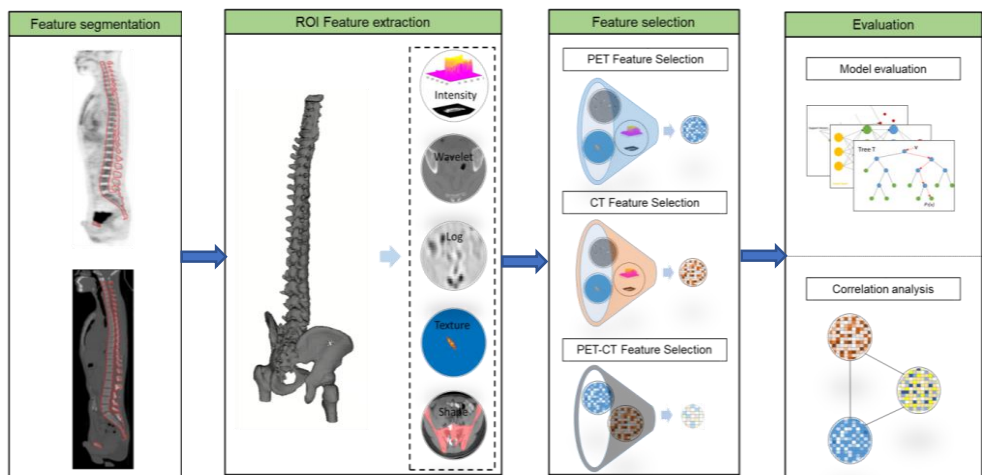 Feature segmentation
ROI Feature extraction
Intensity
Wavelet
Log
Texture
Shape
Feature selection
PET Feature Selection
CT Feature Selection
PET-CT Feature Selection
Evaluation
Model evaluation
Tree T
Correlation analysis